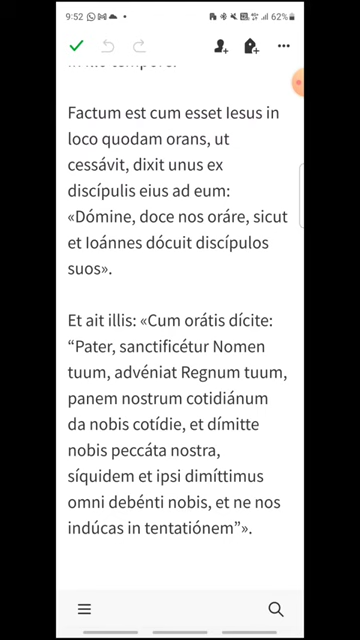 9:52
62%
in illo tempore.
Factum est cum esset Iesus in
loco quodam orans, ut
cessávit, dixit unus ex
discípulis eius ad eum:
«Dómine, doce nos oráre, sicut
et Ioánnes dócuit discípulos
suos».
Et ait illis: «Cum orátis dícite:
“Pater, sanctificétur Nomen
tuum, advéniat Regnum tuum,
panem nostrum cotidiánum
da nobis cotídie, et dímitte
nobis peccáta nostra,
síquidem et ipsi dimíttimus
omni debénti nobis, et ne nos
indúcas in tentatiónem”».